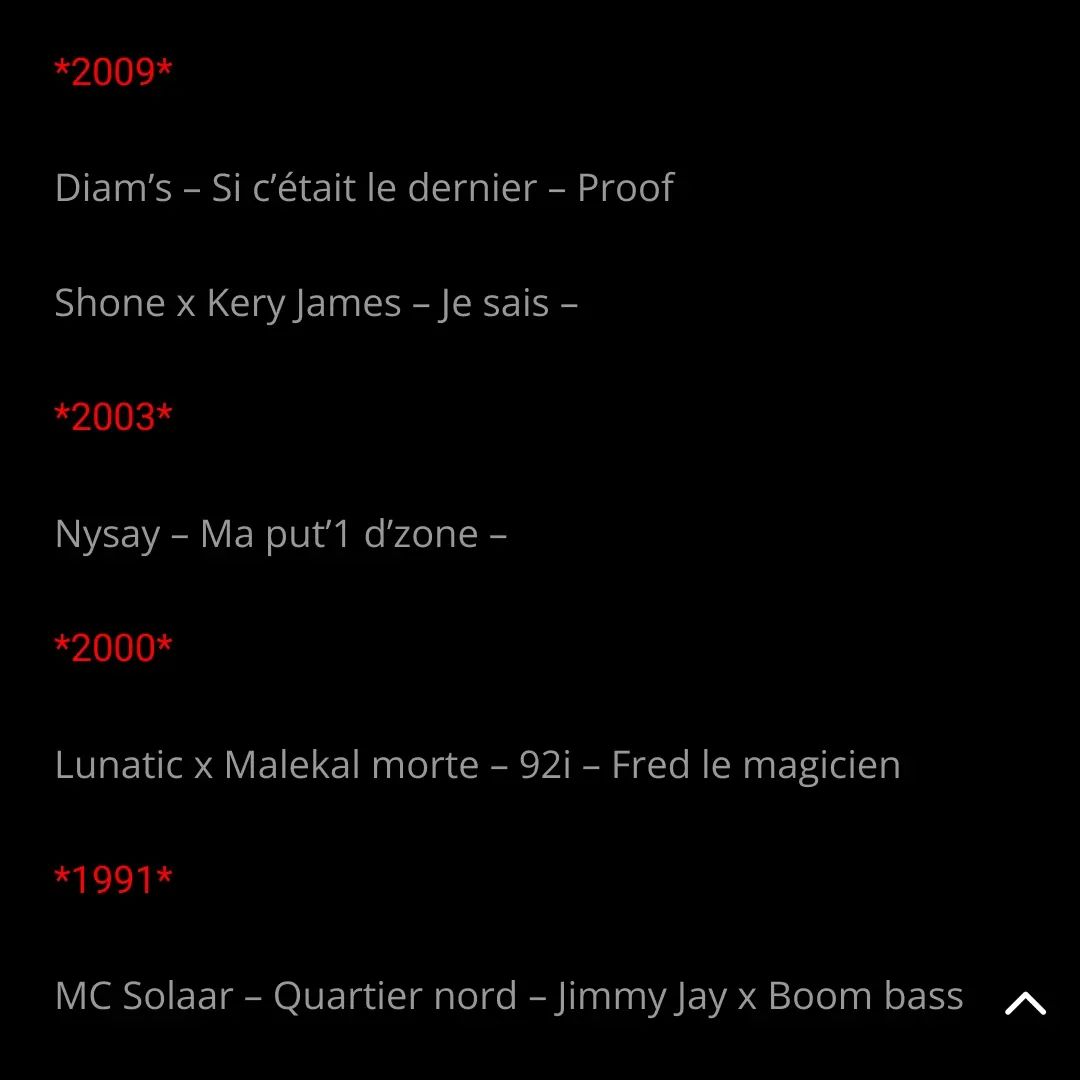 *2009*
Diam’s – Si c’était le dernier – Proof
Shone x Kery James – Je sais –
*2003*
Nysay – Ma put’1 d’zone –
*2000*
Lunatic x Malekal morte – 92i – Fred le magicien
*1991*
MC Solaar – Quartier nord – Jimmy Jay x Boom bass